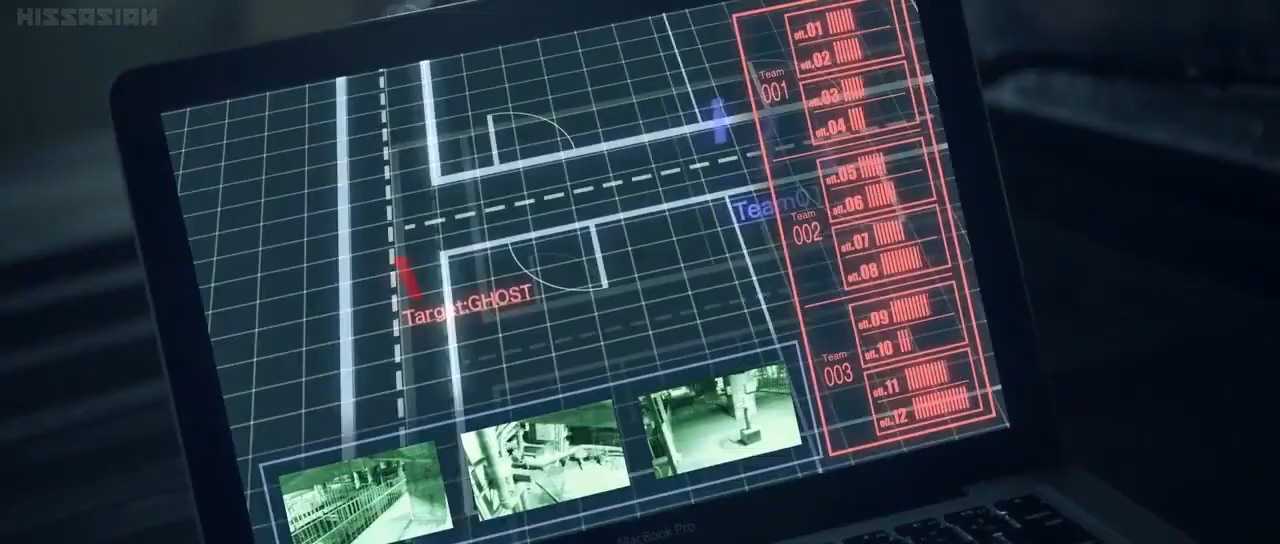 HISSASIAN
Team
001
off.01
off.02
off.03
off.04
Team0
Team
002
off.05
off.06
off.07
off.08
Target:GHOST
Team
003
off.09
off.10
off.11
off.12
MacBook Pro